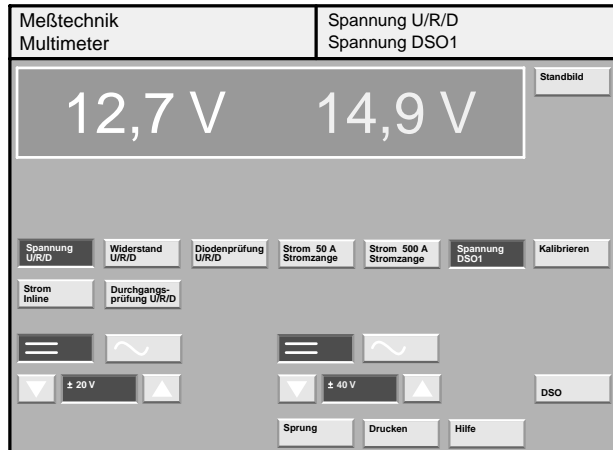 Meßtechnik
Multimeter
Spannung U/R/D
Spannung DSO1
Standbild
12,7 V 14,9 V
Spannung
U/R/D
Widerstand
U/R/D
Diodenprüfung
U/R/D
Strom 50 A
Stromzange
Strom 500 A
Stromzange
Spannung
DSO1
Kalibrieren
Strom
Inline
Durchgangs-
prüfung U/R/D
± 20 V
± 40 V
DSO
Sprung
Drucken
Hilfe